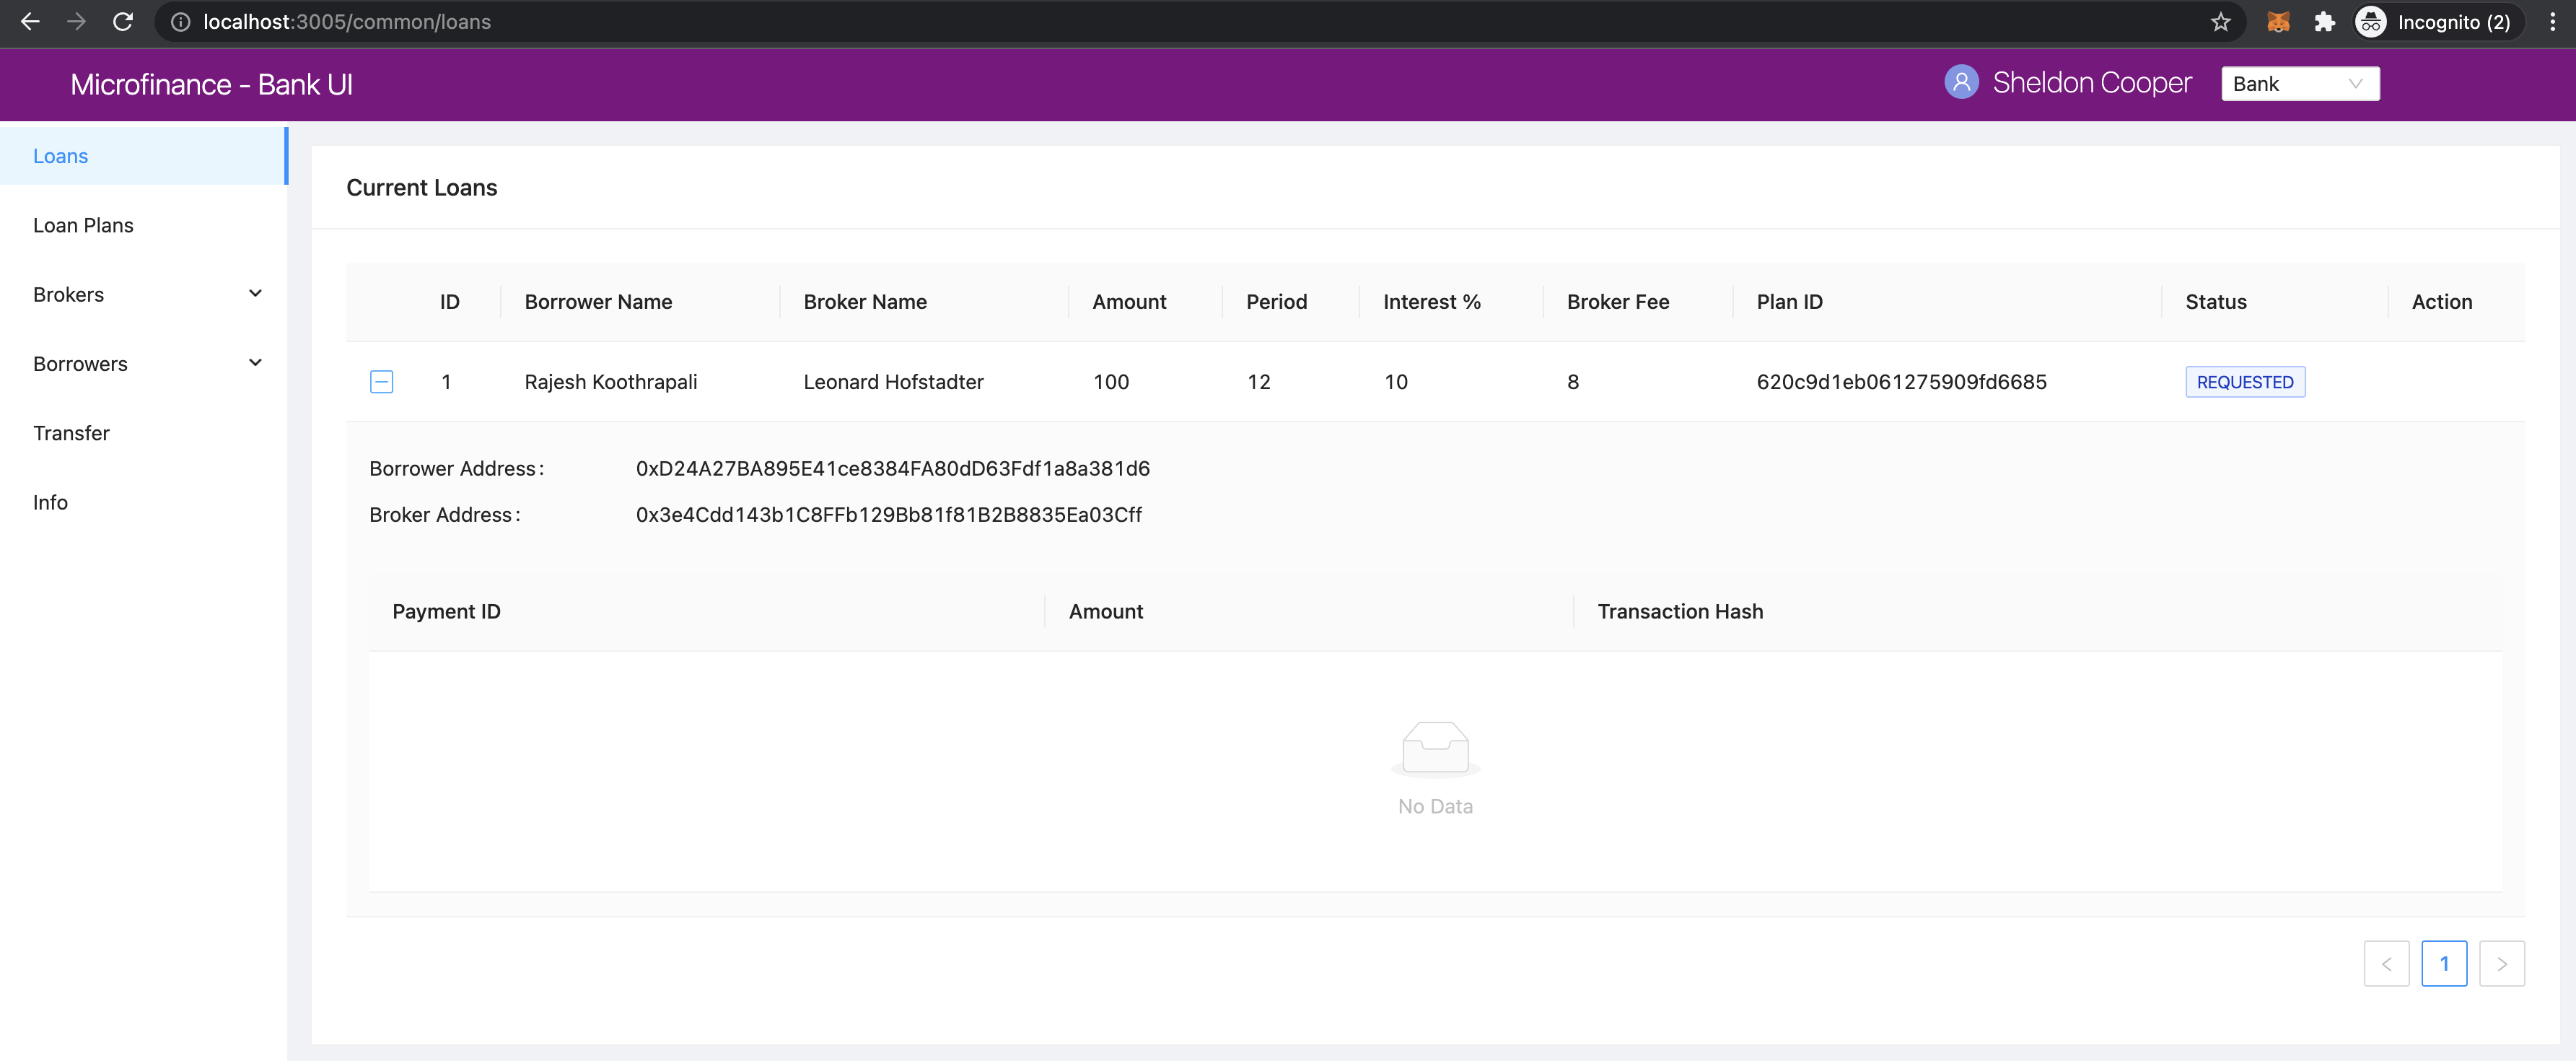 localhost:3005/common/loans
Incognito (2)
Microfinance - Bank UI
Sheldon Cooper
Bank
Loans
Loan Plans
Brokers
Borrowers
Transfer
Info
Current Loans
ID Borrower Name Broker Name Amount Period Interest % Broker Fee Plan ID Status Action
1 Rajesh Koothrapali Leonard Hofstadter 100 12 10 8 620c9d1eb061275909fd6685 REQUESTED
Borrower Address: 0xD24A27BA895E41ce8384FA80dD63Fdf1a8a381d6
Broker Address: 0x3e4Cdd143b1C8FFb129Bb81f81B2B8835Ea03Cff
Payment ID Amount Transaction Hash
No Data
1